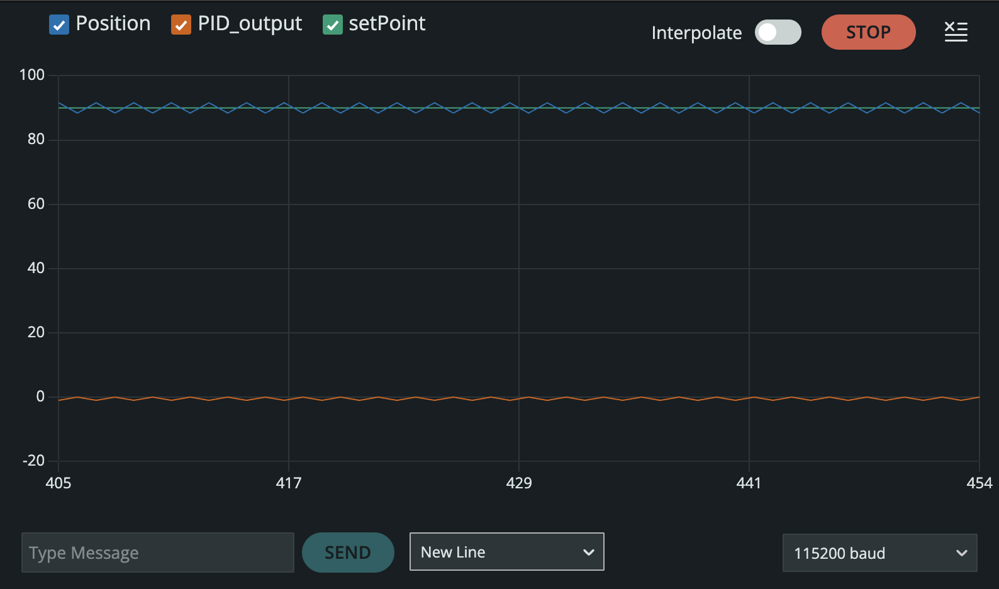 Position PID_output setPoint
Interpolate STOP
100
80
60
40
20
0
-20
405 417 429 441 454
Type Message SEND New Line 115200 baud